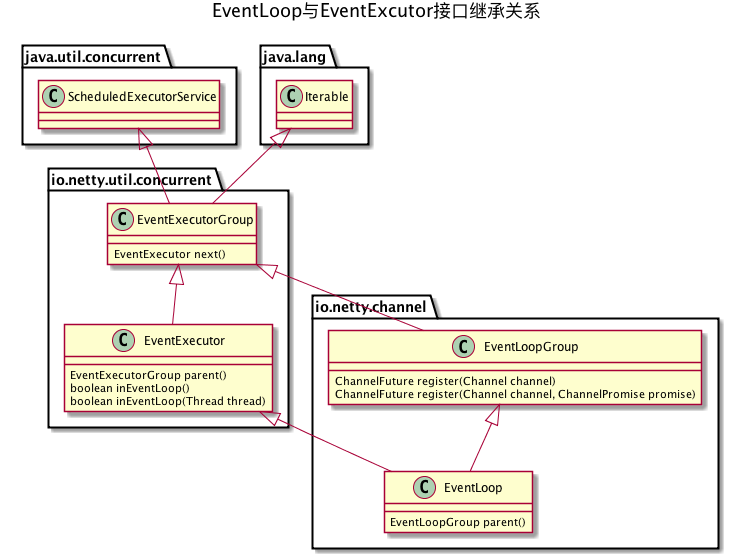 EventLoop与EventExcutor接口继承关系
java.util.concurrent
java.lang
C ScheduledExecutorService
C Iterable
io.netty.util.concurrent
C EventExecutorGroup
EventExecutor next()
io.netty.channel
C EventExecutor
EventExecutorGroup parent()
boolean inEventLoop()
boolean inEventLoop(Thread thread)
C EventLoopGroup
ChannelFuture register(Channel channel)
ChannelFuture register(Channel channel, ChannelPromise promise)
C EventLoop
EventLoopGroup parent()